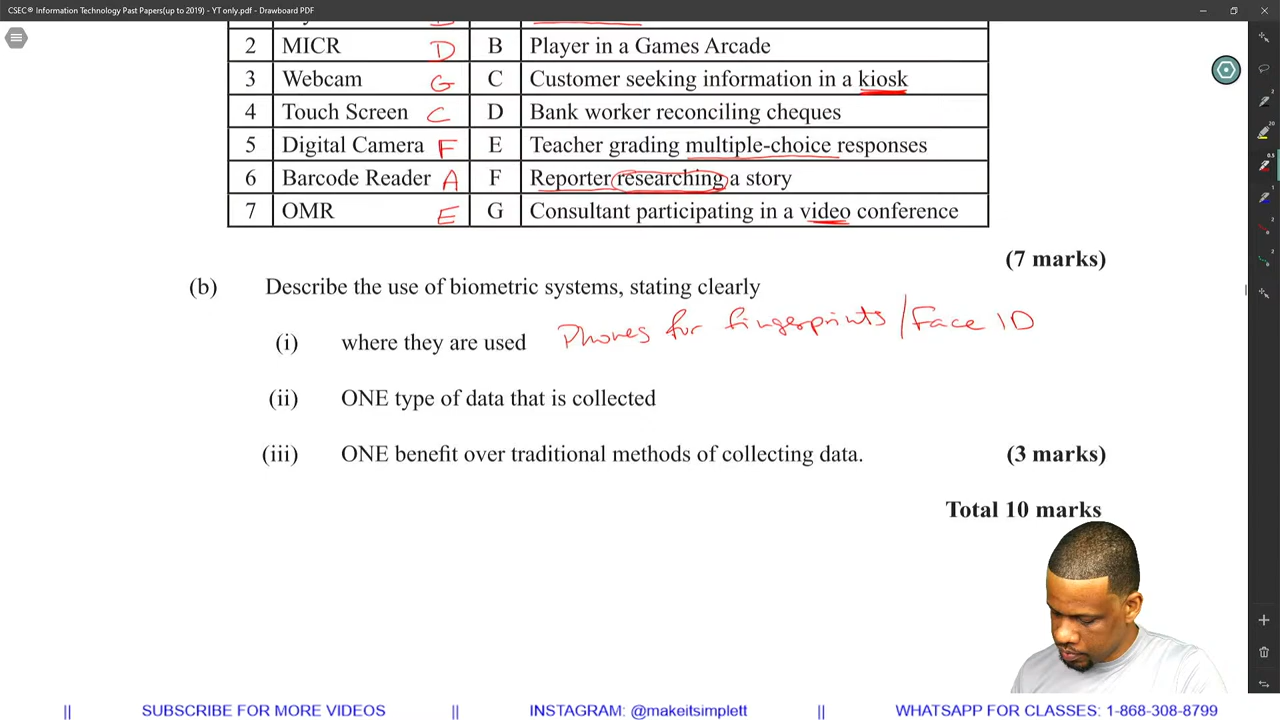 CSEC® Information Technology Past Papers(up to 2019) - YT only.pdf - Drawboard PDF
2 MICR D B Player in a Games Arcade
3 Webcam G C Customer seeking information in a kiosk
4 Touch Screen C D Bank worker reconciling cheques
5 Digital Camera F E Teacher grading multiple-choice responses
6 Barcode Reader A F Reporter researching a story
7 OMR E G Consultant participating in a video conference
(7 marks)
(b) Describe the use of biometric systems, stating clearly
(i) where they are used Phones for fingerprints / Face ID
(ii) ONE type of data that is collected
(iii) ONE benefit over traditional methods of collecting data. (3 marks)
Total 10 marks
|| SUBSCRIBE FOR MORE VIDEOS || INSTAGRAM: @makeitsimplett || WHATSAPP FOR CLASSES: 1-868-308-8799